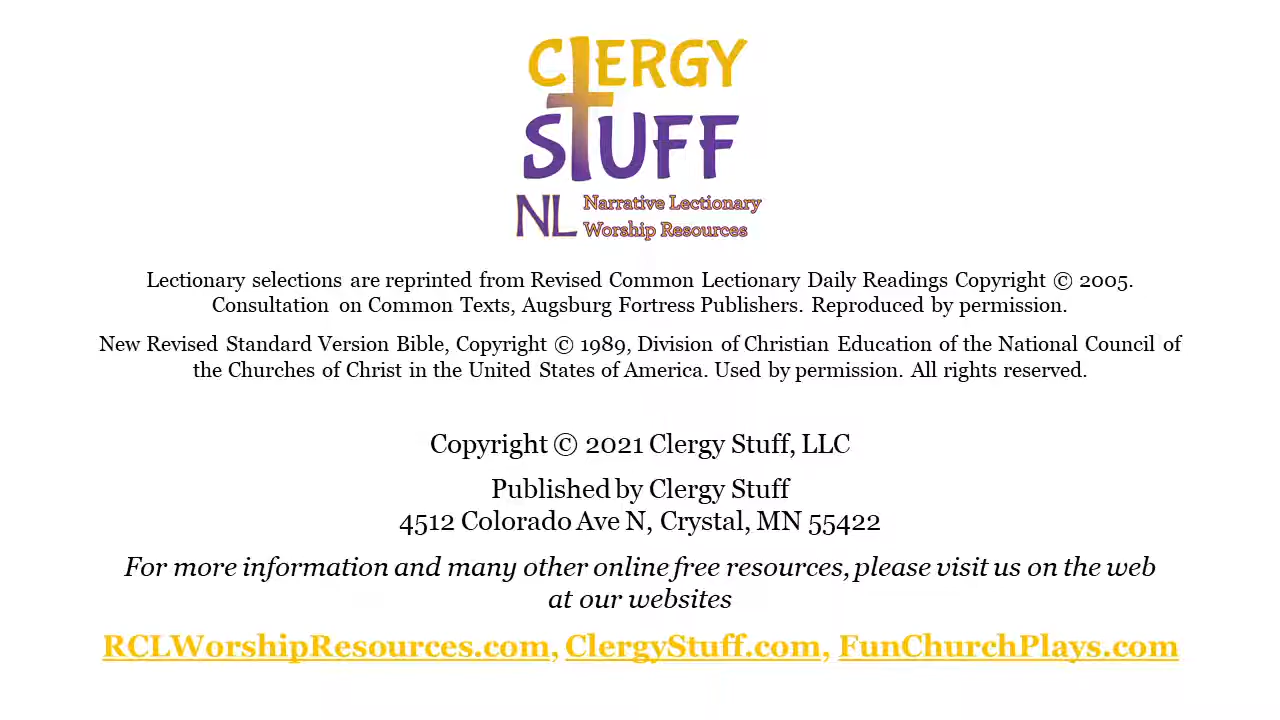 CLERGY
STUFF
NL Narrative Lectionary
Worship Resources
Lectionary selections are reprinted from Revised Common Lectionary Daily Readings Copyright © 2005.
Consultation on Common Texts, Augsburg Fortress Publishers. Reproduced by permission.
New Revised Standard Version Bible, Copyright © 1989, Division of Christian Education of the National Council of
the Churches of Christ in the United States of America. Used by permission. All rights reserved.
Copyright © 2021 Clergy Stuff, LLC
Published by Clergy Stuff
4512 Colorado Ave N, Crystal, MN 55422
For more information and many other online free resources, please visit us on the web
at our websites
RCLWorshipResources.com, ClergyStuff.com, FunChurchPlays.com